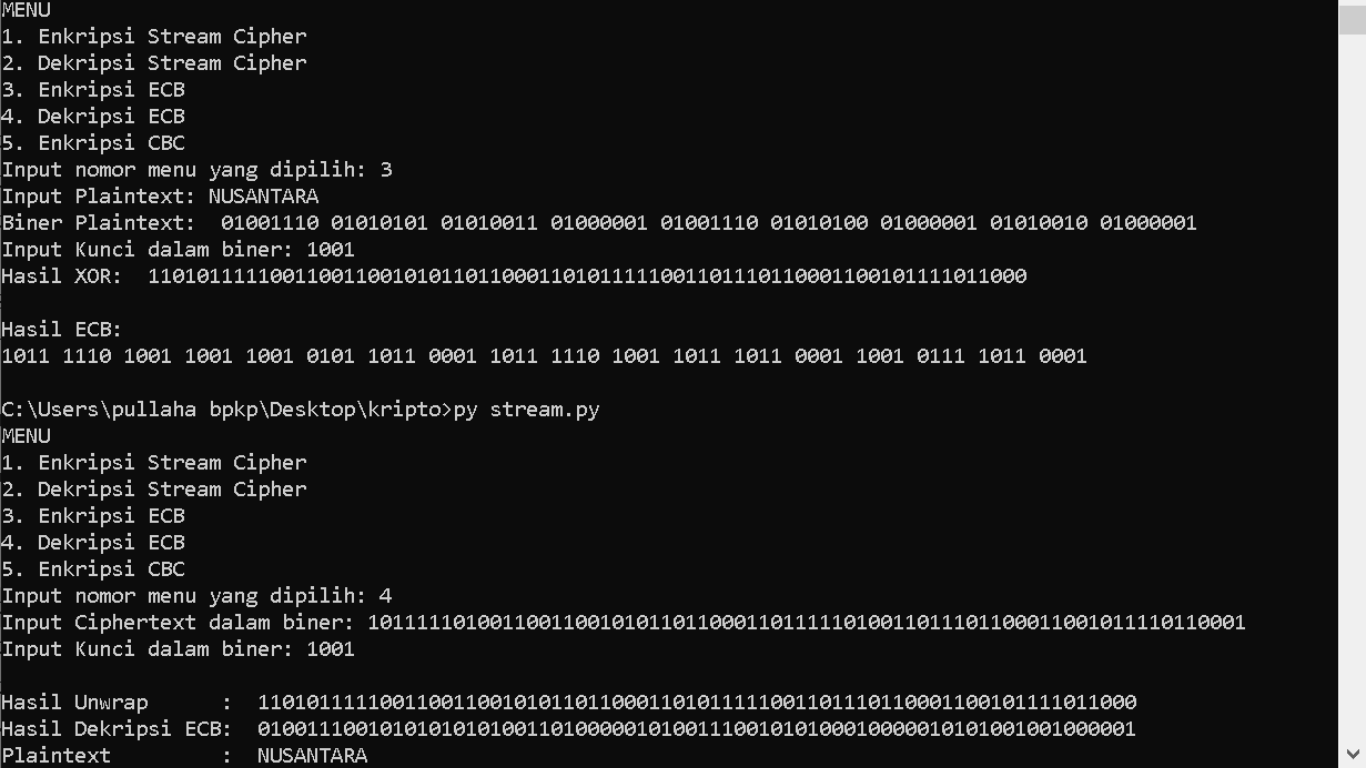 MENU
1. Enkripsi Stream Cipher
2. Dekripsi Stream Cipher
3. Enkripsi ECB
4. Dekripsi ECB
5. Enkripsi CBC
Input nomor menu yang dipilih: 3
Input Plaintext: NUSANTARA
Biner Plaintext:  01001110 01010101 01010011 01000001 01001110 01010100 01000001 01010010 01000001
Input Kunci dalam biner: 1001
Hasil XOR:  110101111100110011001010110110001101011111001101110110001100101111011000
Hasil ECB:
1011 1110 1001 1001 1001 0101 1011 0001 1011 1110 1001 1011 1011 0001 1001 0111 1011 0001
C:\Users\pullaha bpkp\Desktop\kripto>py stream.py
MENU
1. Enkripsi Stream Cipher
2. Dekripsi Stream Cipher
3. Enkripsi ECB
4. Dekripsi ECB
5. Enkripsi CBC
Input nomor menu yang dipilih: 4
Input Ciphertext dalam biner: 101111101001100110010101101100011011111010011011101100011001011110110001
Input Kunci dalam biner: 1001
Hasil Unwrap      :  110101111100110011001010110110001101011111001101110110001100101111011000
Hasil Dekripsi ECB:  010011100101010101010011010000010100111001010100010000010101001001000001
Plaintext         :  NUSANTARA